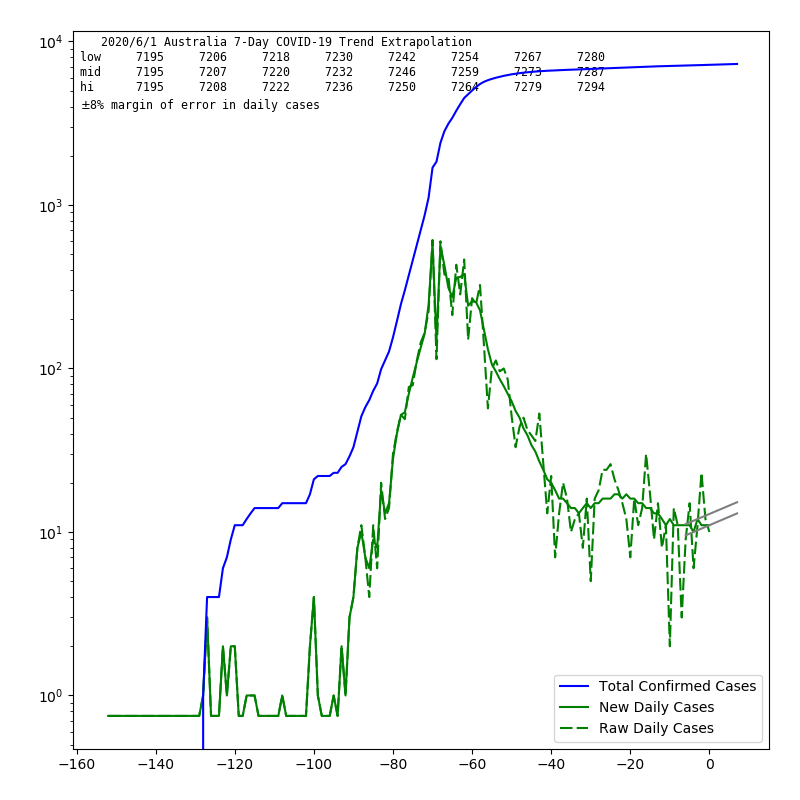 2020/6/1 Australia 7-Day COVID-19 Trend Extrapolation
low 7195 7206 7218 7230 7242 7254 7267 7280
mid 7195 7207 7220 7232 7246 7259 7273 7287
hi 7195 7208 7222 7236 7250 7264 7279 7294
±8% margin of error in daily cases
10⁴
10³
10²
10¹
10⁰
Total Confirmed Cases
New Daily Cases
Raw Daily Cases
−160 −140 −120 −100 −80 −60 −40 −20 0